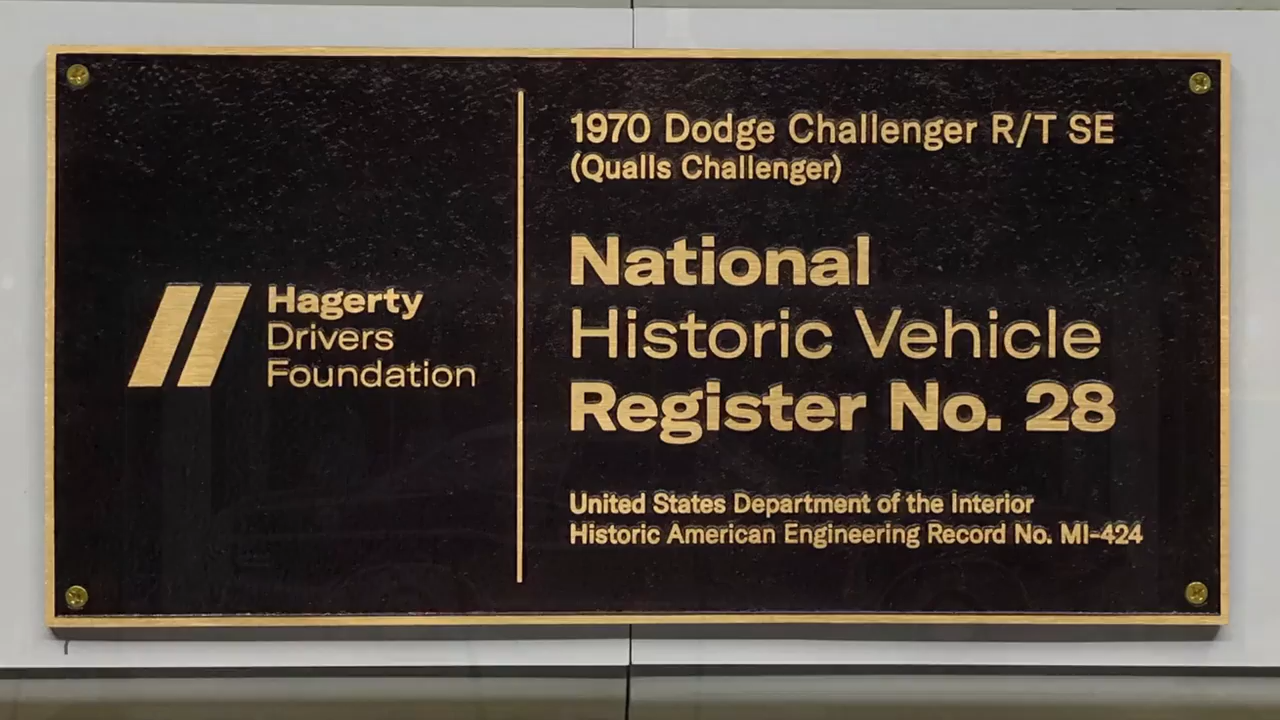 Hagerty
Drivers
Foundation
1970 Dodge Challenger R/T SE
(Qualls Challenger)
National
Historic Vehicle
Register No. 28
United States Department of the Interior
Historic American Engineering Record No. MI-424